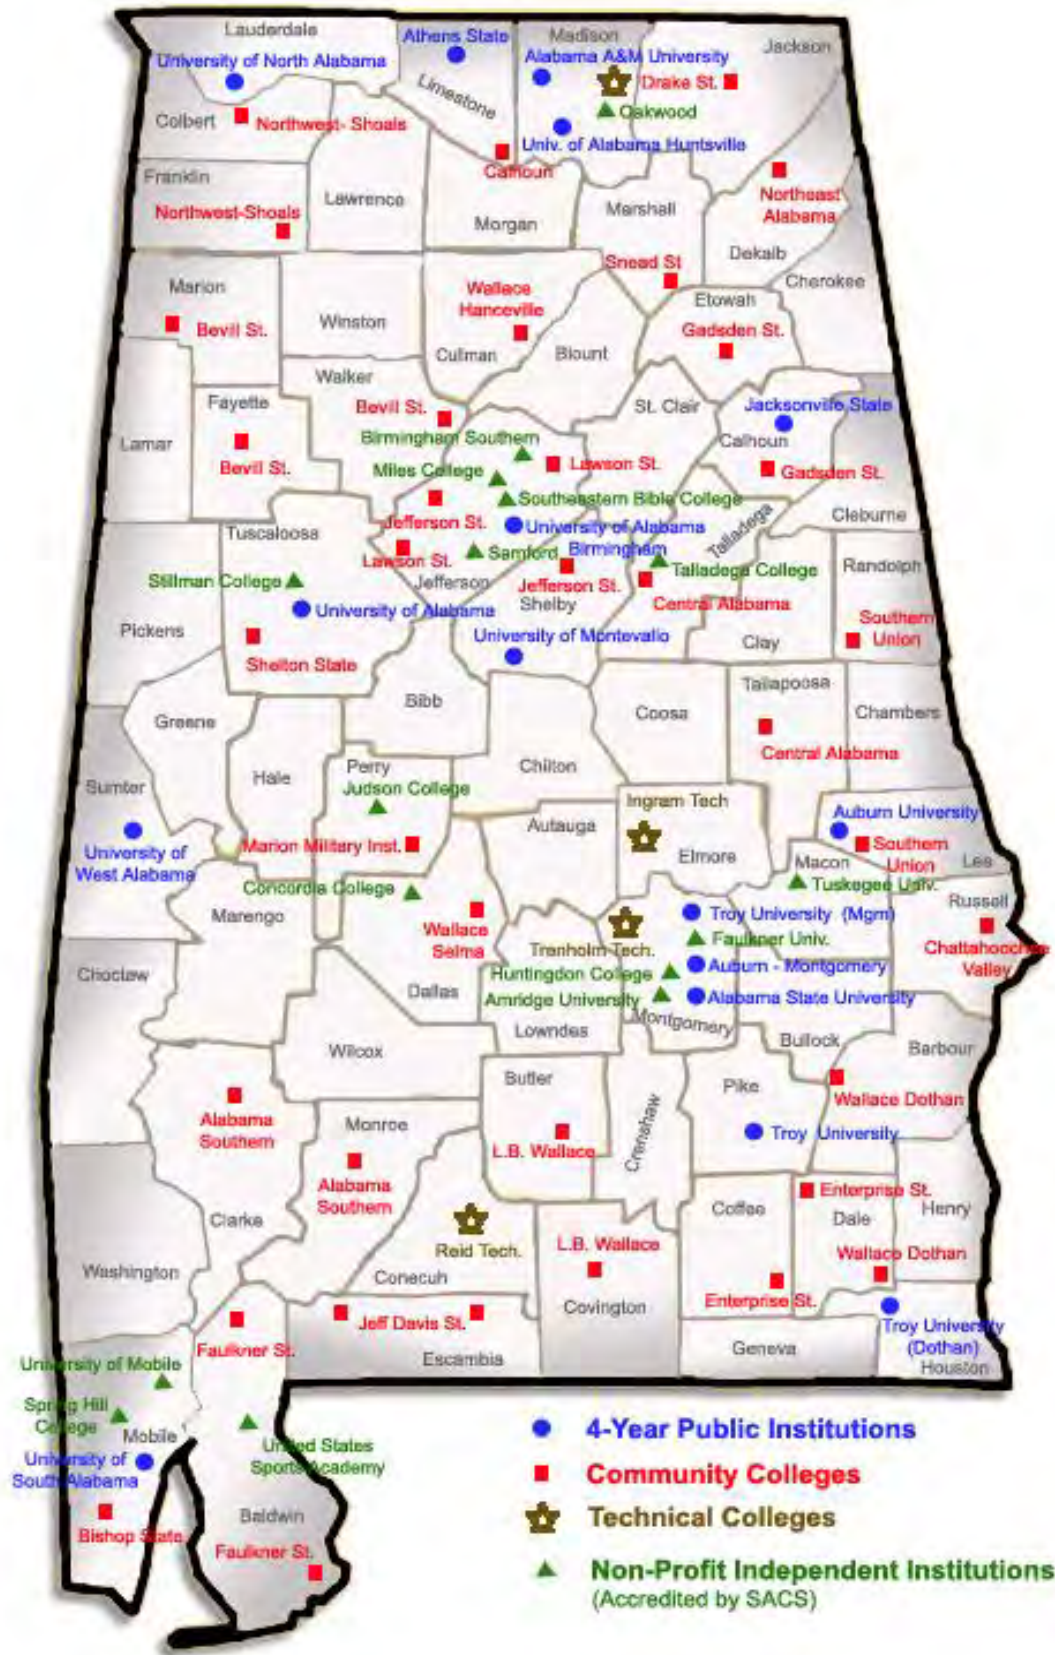 Lauderdale
Athens State
Madison
Jackson
University of North Alabama
Alabama A&M University
Limestone
Drake St.
Colbert
Northwest- Shoals
Oakwood
Univ. of Alabama Huntsville
Calhoun
Franklin
Northeast
Alabama
Northwest-Shoals
Lawrence
Morgan
Marshall
Snead St
Dekalb
Cherokee
Marion
Wallace
Hanceville
Etowah
Bevill St.
Winston
Gadsden St.
Cullman
Blount
Walker
Fayette
Bevill St.
St. Clair
Jacksonville State
Lamar
Birmingham Southern
Calhoun
Bevill St.
Miles College
Lawson St.
Gadsden St.
Southeastern Bible College
Jefferson St.
University of Alabama
Birmingham
Talladega
Cleburne
Tuscaloosa
Lawson St.
Samford
Stillman College
Jefferson
Jefferson St.
Talladega College
Randolph
University of Alabama
Shelby
Central Alabama
Southern
Union
Pickens
University of Montevallo
Clay
Shelton State
Bibb
Tallapoosa
Greene
Coosa
Chambers
Central Alabama
Hale
Perry
Chilton
Sumter
Judson College
Ingram Tech
Auburn University
Autauga
Marion Military Inst.
Elmore
Southern
Union
Lee
University of
West Alabama
Macon
Concordia College
Tuskegee Univ.
Marengo
Wallace
Selma
Troy University (Mgm)
Russell
Trenholm Tech.
Faulkner Univ.
Chattahoochee
Valley
Choctaw
Huntingdon College
Auburn - Montgomery
Dallas
Amridge University
Alabama State University
Montgomery
Lowndes
Bullock
Wilcox
Barbour
Butler
Pike
Wallace Dothan
Alabama
Southern
Monroe
Crenshaw
Troy University
L.B. Wallace
Alabama
Southern
Enterprise St.
Clarke
Coffee
Dale
Henry
Reid Tech.
L.B. Wallace
Wallace Dothan
Washington
Conecuh
Enterprise St.
Covington
Jeff Davis St.
Troy University
(Dothan)
Faulkner St.
Escambia
Geneva
Houston
University of Mobile
Spring Hill
College
Mobile
United States
Sports Academy
University of
South Alabama
Bishop State
Baldwin
Faulkner St.
4-Year Public Institutions
Community Colleges
Technical Colleges
Non-Profit Independent Institutions
(Accredited by SACS)